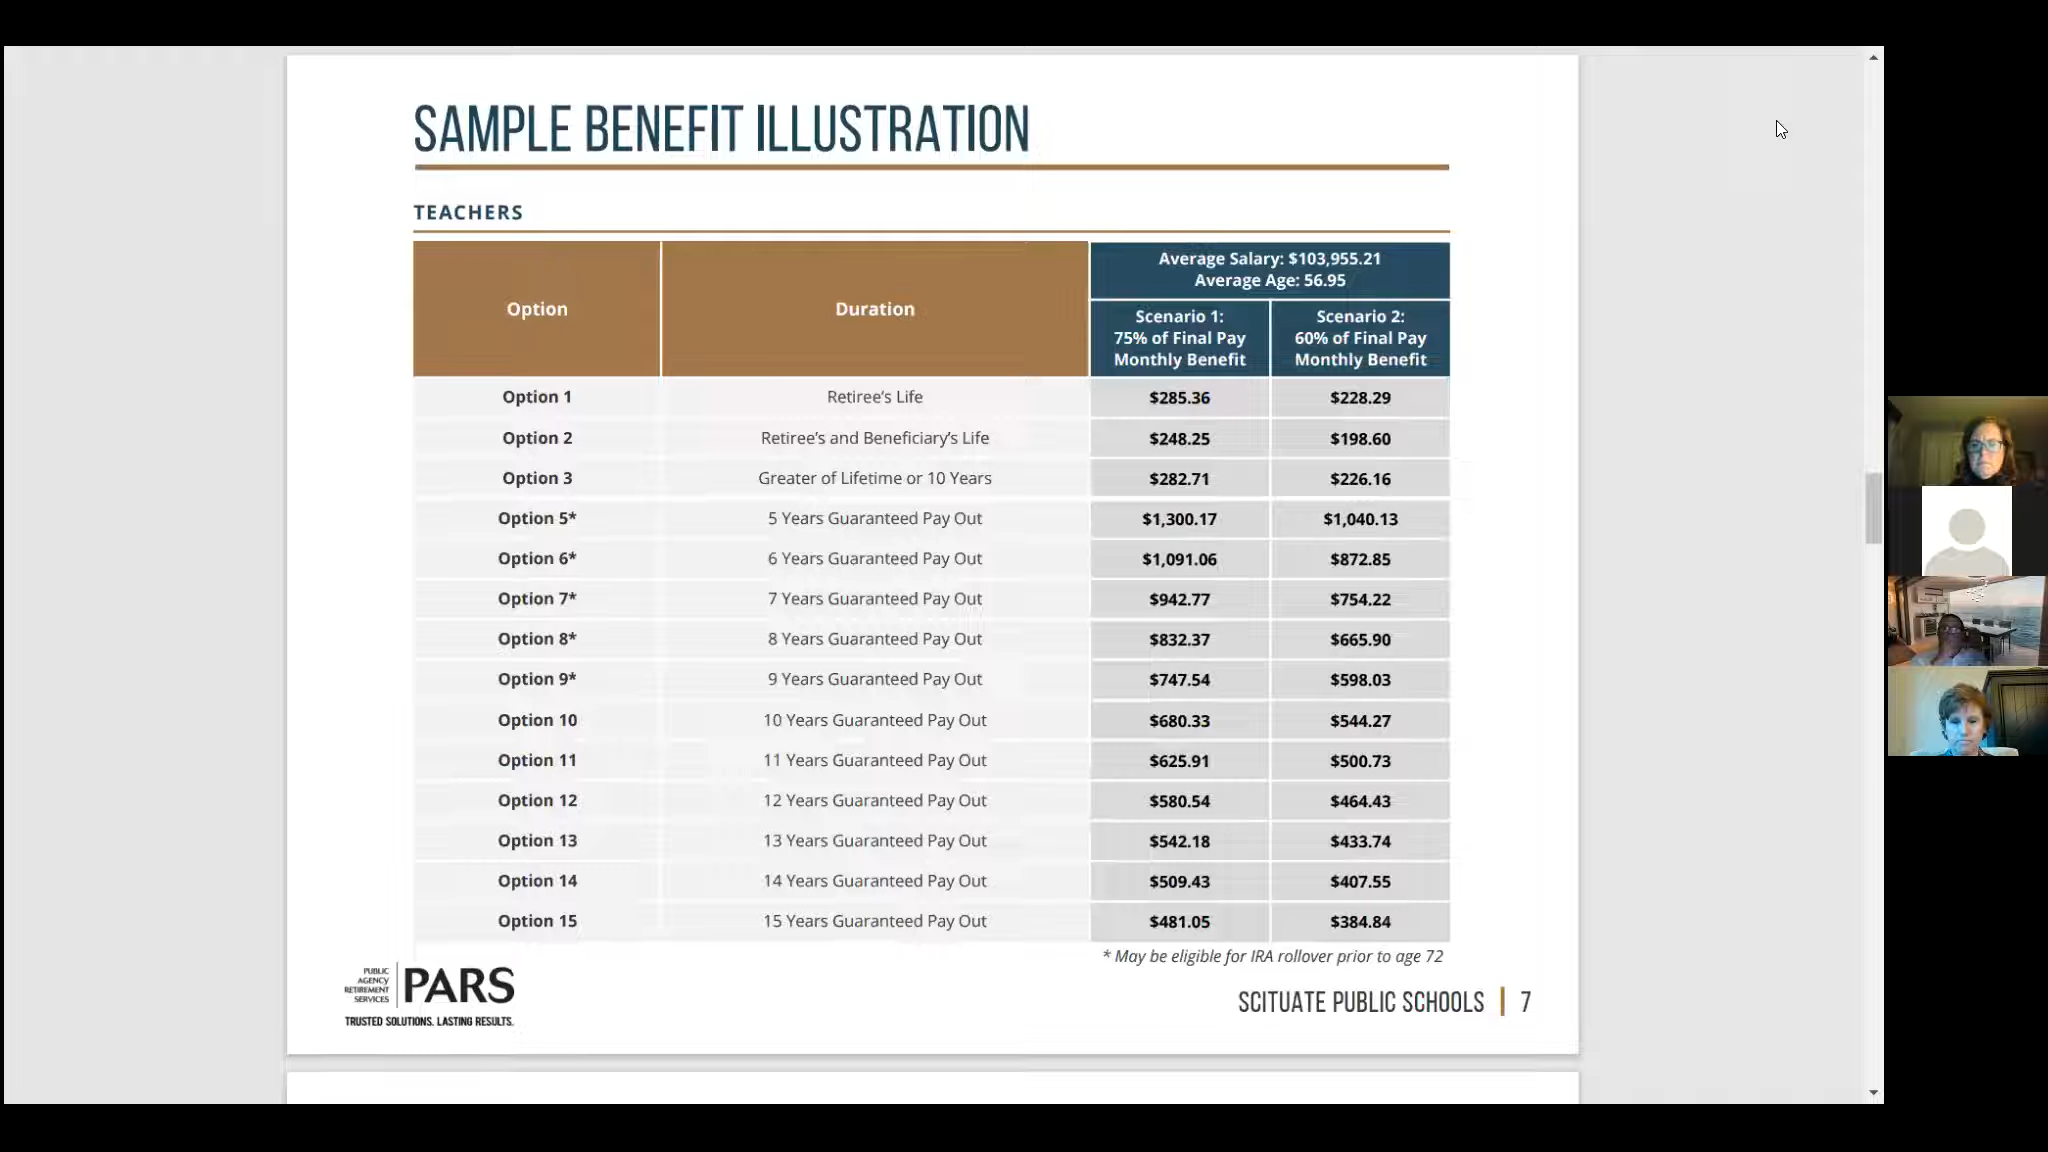 SAMPLE BENEFIT ILLUSTRATION
TEACHERS
Option
Duration
Average Salary: $103,955.21
Average Age: 56.95
Scenario 1:
75% of Final Pay
Monthly Benefit
Scenario 2:
60% of Final Pay
Monthly Benefit
Option 1 Retiree's Life $285.36 $228.29
Option 2 Retiree's and Beneficiary's Life $248.25 $198.60
Option 3 Greater of Lifetime or 10 Years $282.71 $226.16
Option 5* 5 Years Guaranteed Pay Out $1,300.17 $1,040.13
Option 6* 6 Years Guaranteed Pay Out $1,091.06 $872.85
Option 7* 7 Years Guaranteed Pay Out $942.77 $754.22
Option 8* 8 Years Guaranteed Pay Out $832.37 $665.90
Option 9* 9 Years Guaranteed Pay Out $747.54 $598.03
Option 10 10 Years Guaranteed Pay Out $680.33 $544.27
Option 11 11 Years Guaranteed Pay Out $625.91 $500.73
Option 12 12 Years Guaranteed Pay Out $580.54 $464.43
Option 13 13 Years Guaranteed Pay Out $542.18 $433.74
Option 14 14 Years Guaranteed Pay Out $509.43 $407.55
Option 15 15 Years Guaranteed Pay Out $481.05 $384.84
* May be eligible for IRA rollover prior to age 72
PUBLIC
AGENCY
RETIREMENT
SERVICES
PARS
TRUSTED SOLUTIONS. LASTING RESULTS.
SCITUATE PUBLIC SCHOOLS | 7